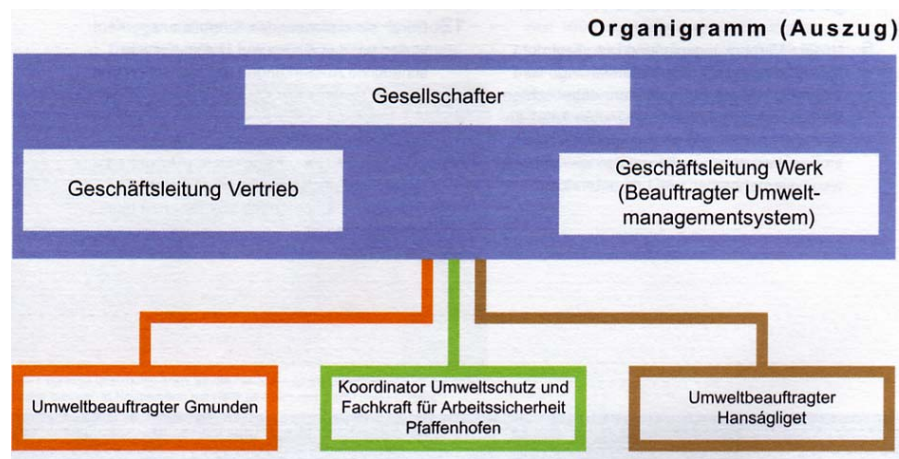 Organigramm (Auszug)
Gesellschafter
Geschäftsleitung Vertrieb
Geschäftsleitung Werk
(Beauftragter Umwelt-
managementsystem)
Umweltbeauftragter Gmunden
Koordinator Umweltschutz und
Fachkraft für Arbeitssicherheit
Pfaffenhofen
Umweltbeauftragter
Hanságliget